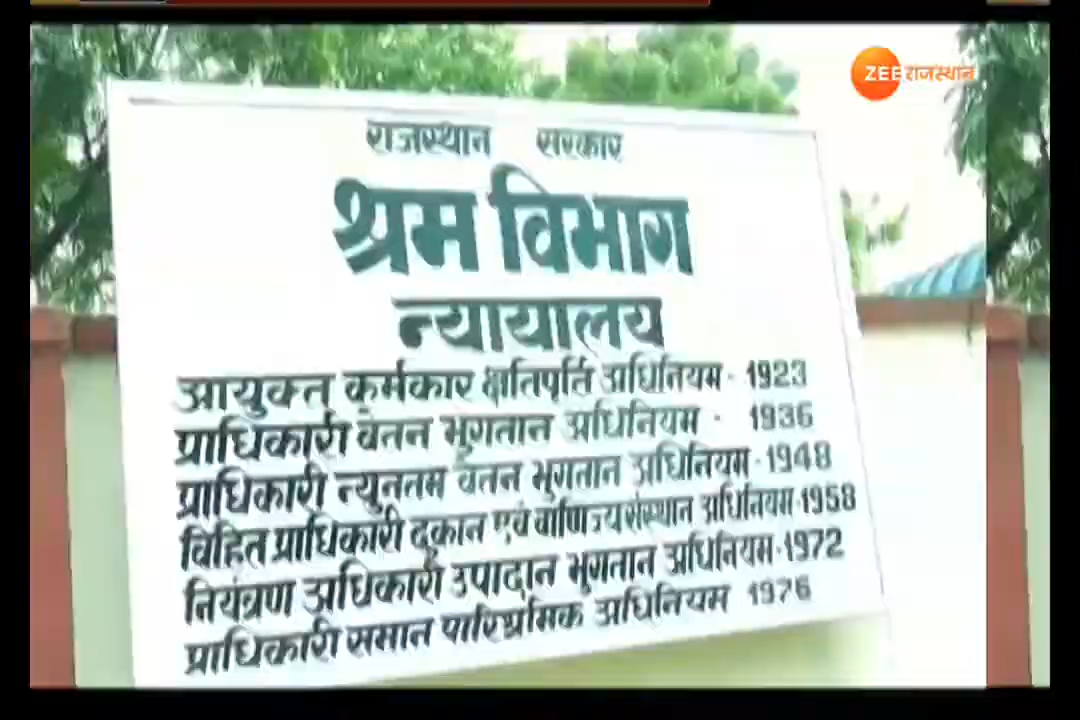 ZEE राजस्थान
राजस्थान सरकार
श्रम विभाग
न्यायालय
आयुक्त कर्मकार क्षतिपूर्ति अधिनियम - 1923
प्राधिकारी वेतन भुगतान अधिनियम - 1936
प्राधिकारी न्युनतम वेतन भुगतान अधिनियम - 1948
विहित प्राधिकारी दुकान एवं वाणिज्य संस्थान अधिनियम 1958
नियंत्रण अधिकारी उपादान भुगतान अधिनियम - 1972
प्राधिकारी समान पारिश्रमिक अधिनियम 1976